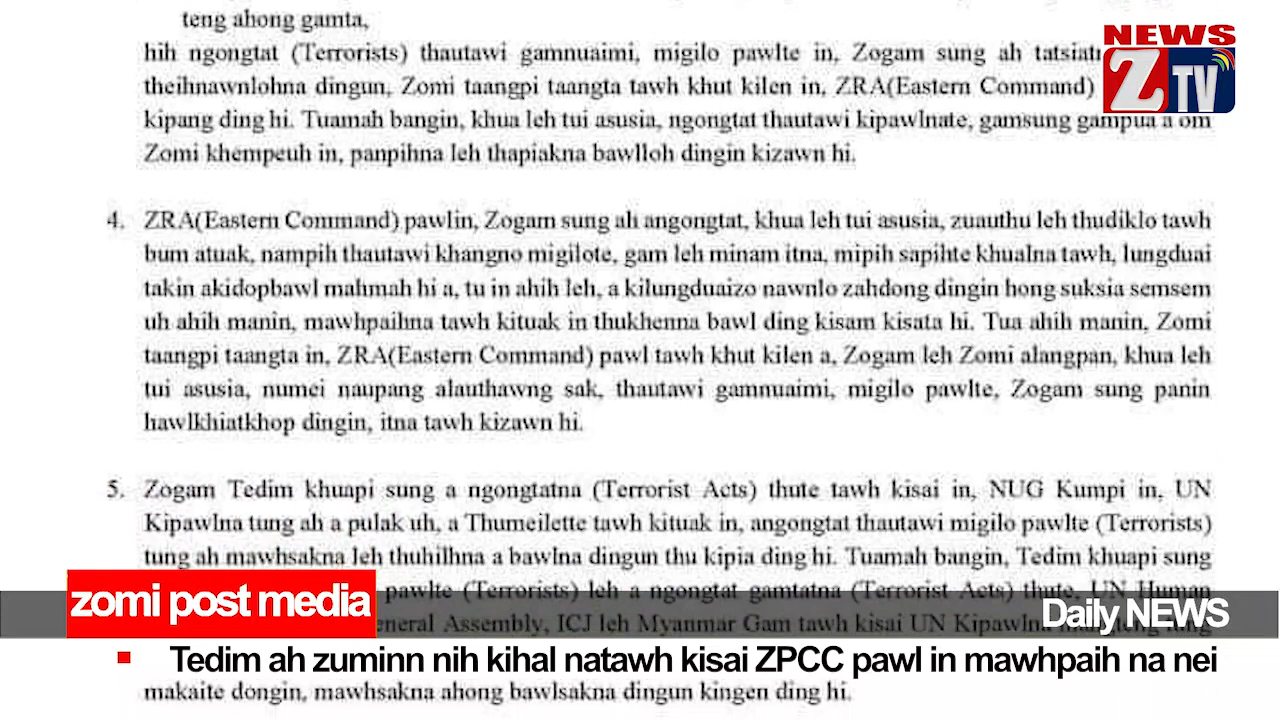 teng ahong gamta,
hih ngongtat (Terrorists) thautawi gamnuaimi, migilo pawlte in, Zogam sung ah
theihnawnlohna dingun, Zomi taangpi taangta tawh khut kilen in, ZRA(Eastern Command)
kipang ding hi. Tuamah bangin, khua leh tui asusia, ngongtat thautawi kipawlnate, gamsung gampua a om
Zomi khempeuh in, panpihna leh thapiakna bawlloh dingin kizawn hi.
4. ZRA(Eastern Command) pawlin, Zogam sung ah angongtat, khua leh tui asusia, zuauthu leh thudiklo tawh
bum atuak, nampih thautawi khangno migilote, gam leh minam itna, mipih sapihte khualna tawh, lungduai
takin akidopbawl mahmah hi a, tu in ahih leh, a kilungduaizo nawnlo zahdong dingin hong suksia semsem
uh ahih manin, mawhpaihna tawh kituak in thukhenna bawl ding kisam kisata hi. Tua ahih manin, Zomi
taangpi taangta in, ZRA(Eastern Command) pawl tawh khut kilen a, Zogam leh Zomi alangpan, khua leh
tui asusia, numei naupang alauthawng sak, thautawi gamnuaimi, migilo pawlte, Zogam sung panin
hawlkhiatkhop dingin, itna tawh kizawn hi.
5. Zogam Tedim khuapi sung a ngongtatna (Terrorist Acts) thute tawh kisai in, NUG Kumpi in, UN
Kipawlna tung ah a pulak uh, a Thumeilette tawh kituak in, angongtat thautawi migilo pawlte (Terrorists)
tung ah mawhsakna leh thuhilhna a bawlna dingun thu kipia ding hi. Tuamah bangin, Tedim khuapi sung
pawlte (Terrorists) leh a ngongtat gamtatna (Terrorist Acts) thute, UN Human
eneral Assembly, ICJ leh Myanmar Gam tawh kisai UN Kipawlna
makaite dongin, mawhsakna ahong bawlsakna dingun kingen ding hi.
NEWS
Z TV
zomi post media
Daily NEWS
Tedim ah zuminn nih kihal natawh kisai ZPCC pawl in mawhpaih na nei